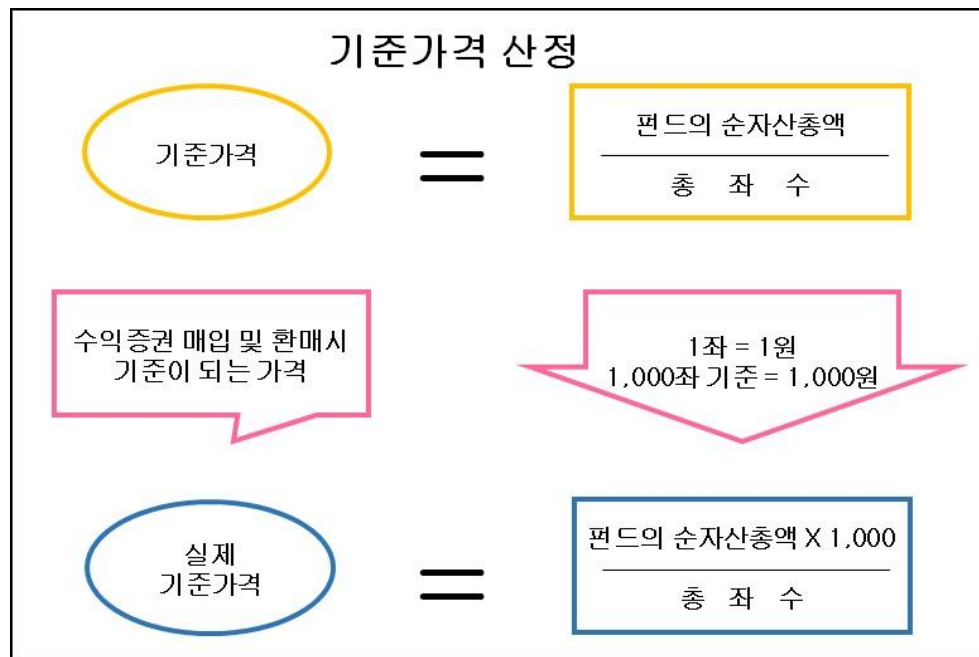 기준가격 산정
기준가격
=
펀드의 순자산총액
총 좌 수
수익증권 매입 및 환매시
기준이 되는 가격
1좌 = 1원
1,000좌 기준 = 1,000원
실제
기준가격
=
펀드의 순자산총액 X 1,000
총 좌 수